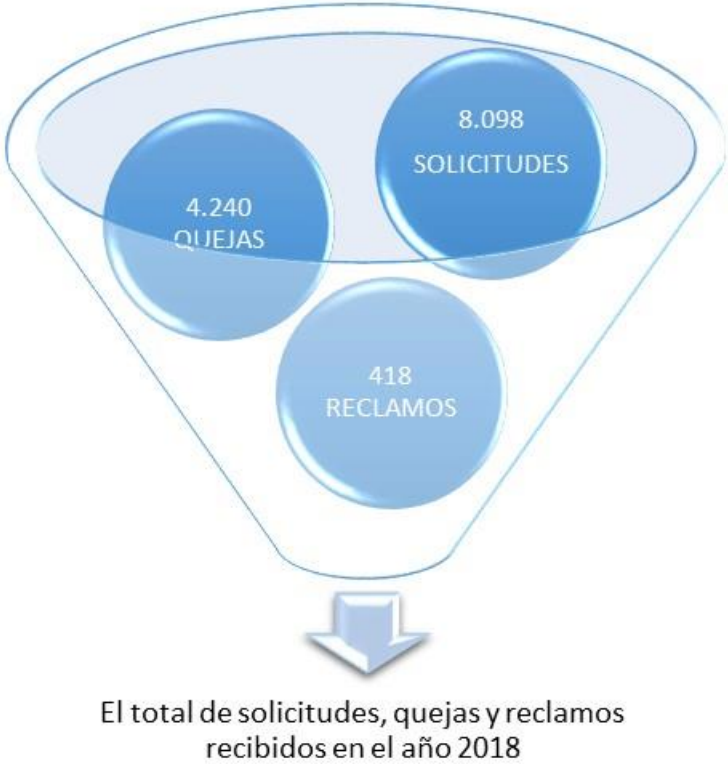 8.098
SOLICITUDES
4.240
QUEJAS
418
RECLAMOS
El total de solicitudes, quejas y reclamos
recibidos en el año 2018